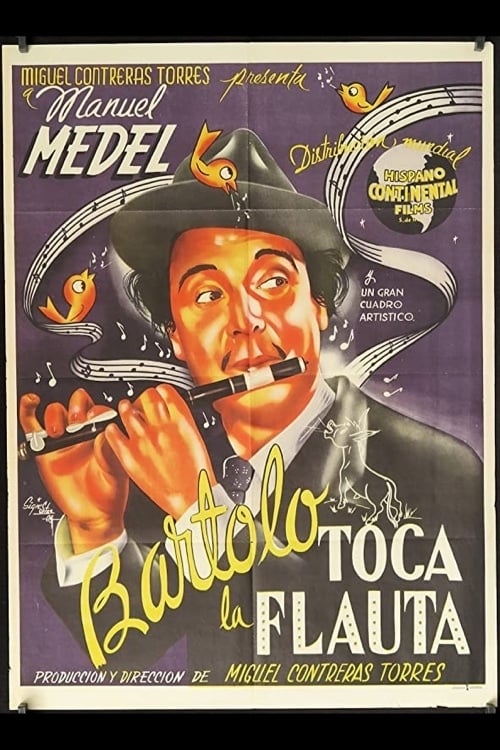 MIGUEL CONTRERAS TORRES presenta
a Manuel
MEDEL
Distribución mundial
HISPANO
CONTINENTAL
FILMS
Y
UN GRAN
CUADRO
ARTISTICO.
Bartolo
TOCA
la FLAUTA
PRODUCCION Y DIRECCION DE MIGUEL CONTRERAS TORRES